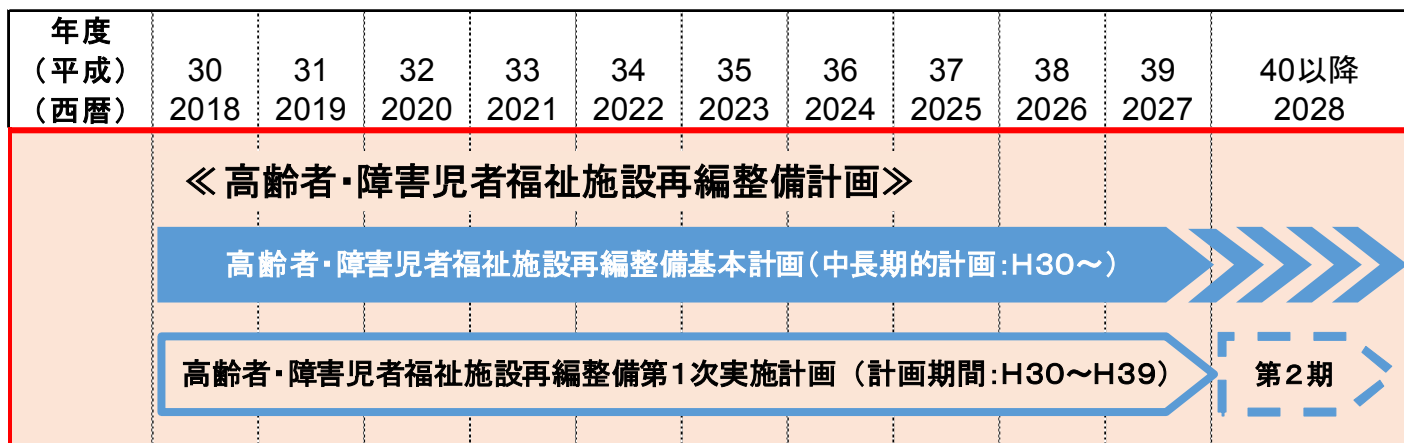 年度
（平成） 30 31 32 33 34 35 36 37 38 39 40以降
（西暦） 2018 2019 2020 2021 2022 2023 2024 2025 2026 2027 2028
≪高齢者・障害児者福祉施設再編整備計画≫
高齢者・障害児者福祉施設再編整備基本計画（中長期的計画：H30～）
高齢者・障害児者福祉施設再編整備第１次実施計画 （計画期間：H30～H39） 第２期